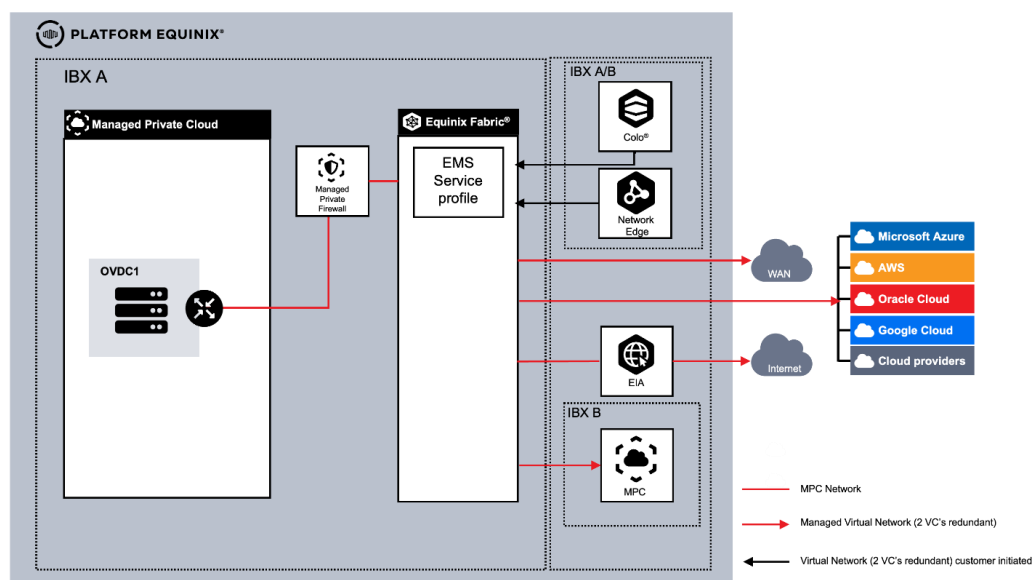 PLATFORM EQUINIX®
IBX A
Managed Private Cloud
OVDC1
Managed
Private
Firewall
Equinix Fabric®
EMS
Service
profile
IBX A/B
Colo®
Network
Edge
WAN
EIA
Internet
IBX B
MPC
Microsoft Azure
AWS
Oracle Cloud
Google Cloud
Cloud providers
MPC Network
Managed Virtual Network (2 VC's redundant)
Virtual Network (2 VC's redundant) customer initiated